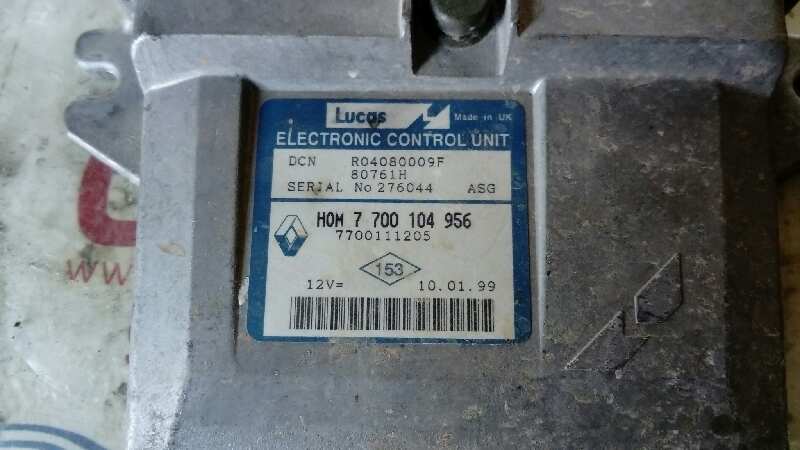 Lucas Made in UK
ELECTRONIC CONTROL UNIT
DCN R04080009F
80761H
SERIAL No 276044 ASG
HOM 7 700 104 956
7700111205
153
12V= 10.01.99
www.